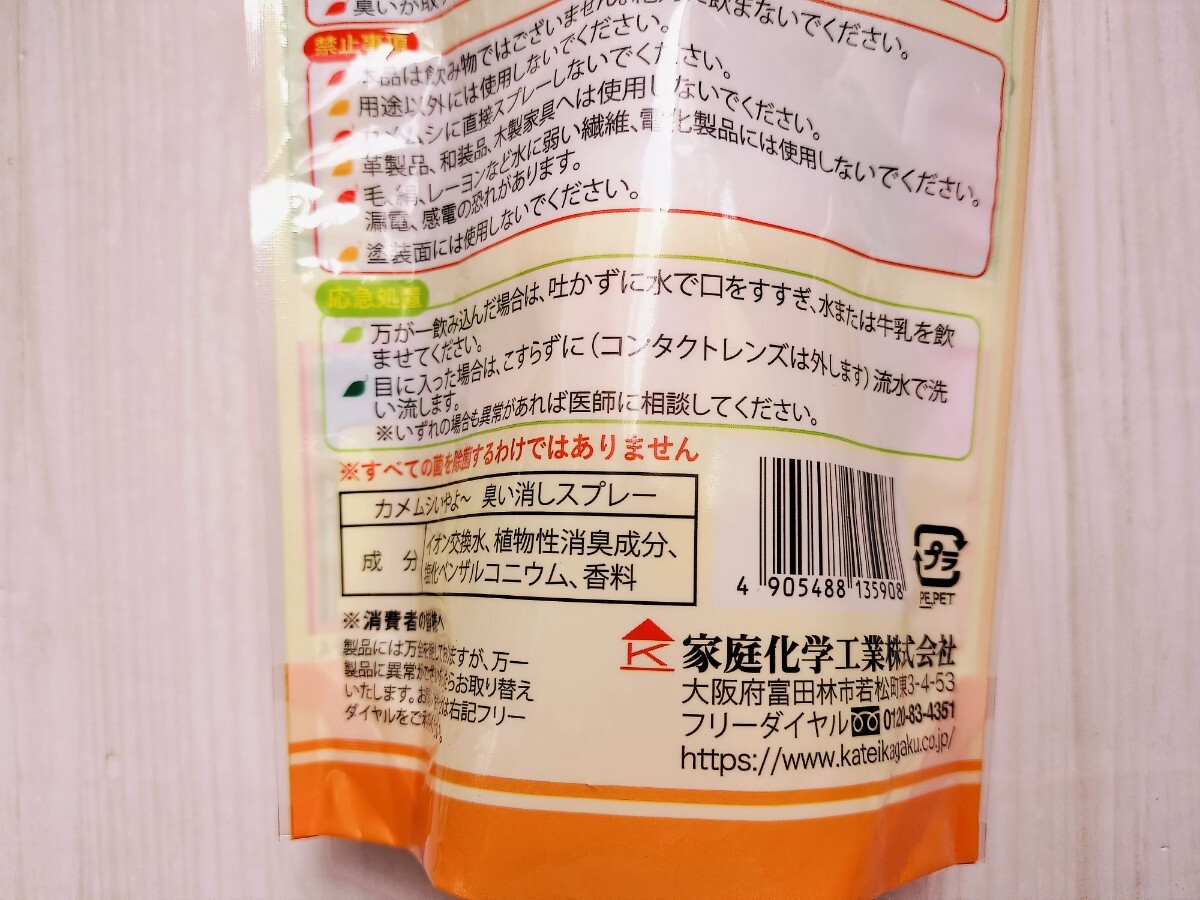 臭いが取
禁止事項
本品は飲み物ではございません。絶対に飲まないでください。
用途以外には使用しないでください。
カメムシに直接スプレーしないでください。
革製品、和装品、木製家具へは使用しないでください。
毛、絹、レーヨンなど水に弱い繊維、電化製品には使用しないでください。
漏電、感電の恐れがあります。
塗装面には使用しないでください。
応急処置
万が一飲み込んだ場合は、吐かずに水で口をすすぎ、水または牛乳を飲
ませてください。
目に入った場合は、こすらずに(コンタクトレンズは外します)流水で洗
い流します。
※いずれの場合も異常があれば医師に相談してください。
※すべての菌を除菌するわけではありません
カメムシいやよ〜 臭い消しスプレー
成分
イオン交換水、植物性消臭成分、
塩化ベンザルコニウム、香料
4 905488 135908
プラ
PE,PET
※消費者の皆様へ
製品には万全を期しておりますが、万一
製品に異常が お取り替え
いたします。お 右記フリー
ダイヤルをご
家庭化学工業株式会社
大阪府富田林市若松町東3-4-53
フリーダイヤル 0120-83-4351
https://www.kateikagaku.co.jp/